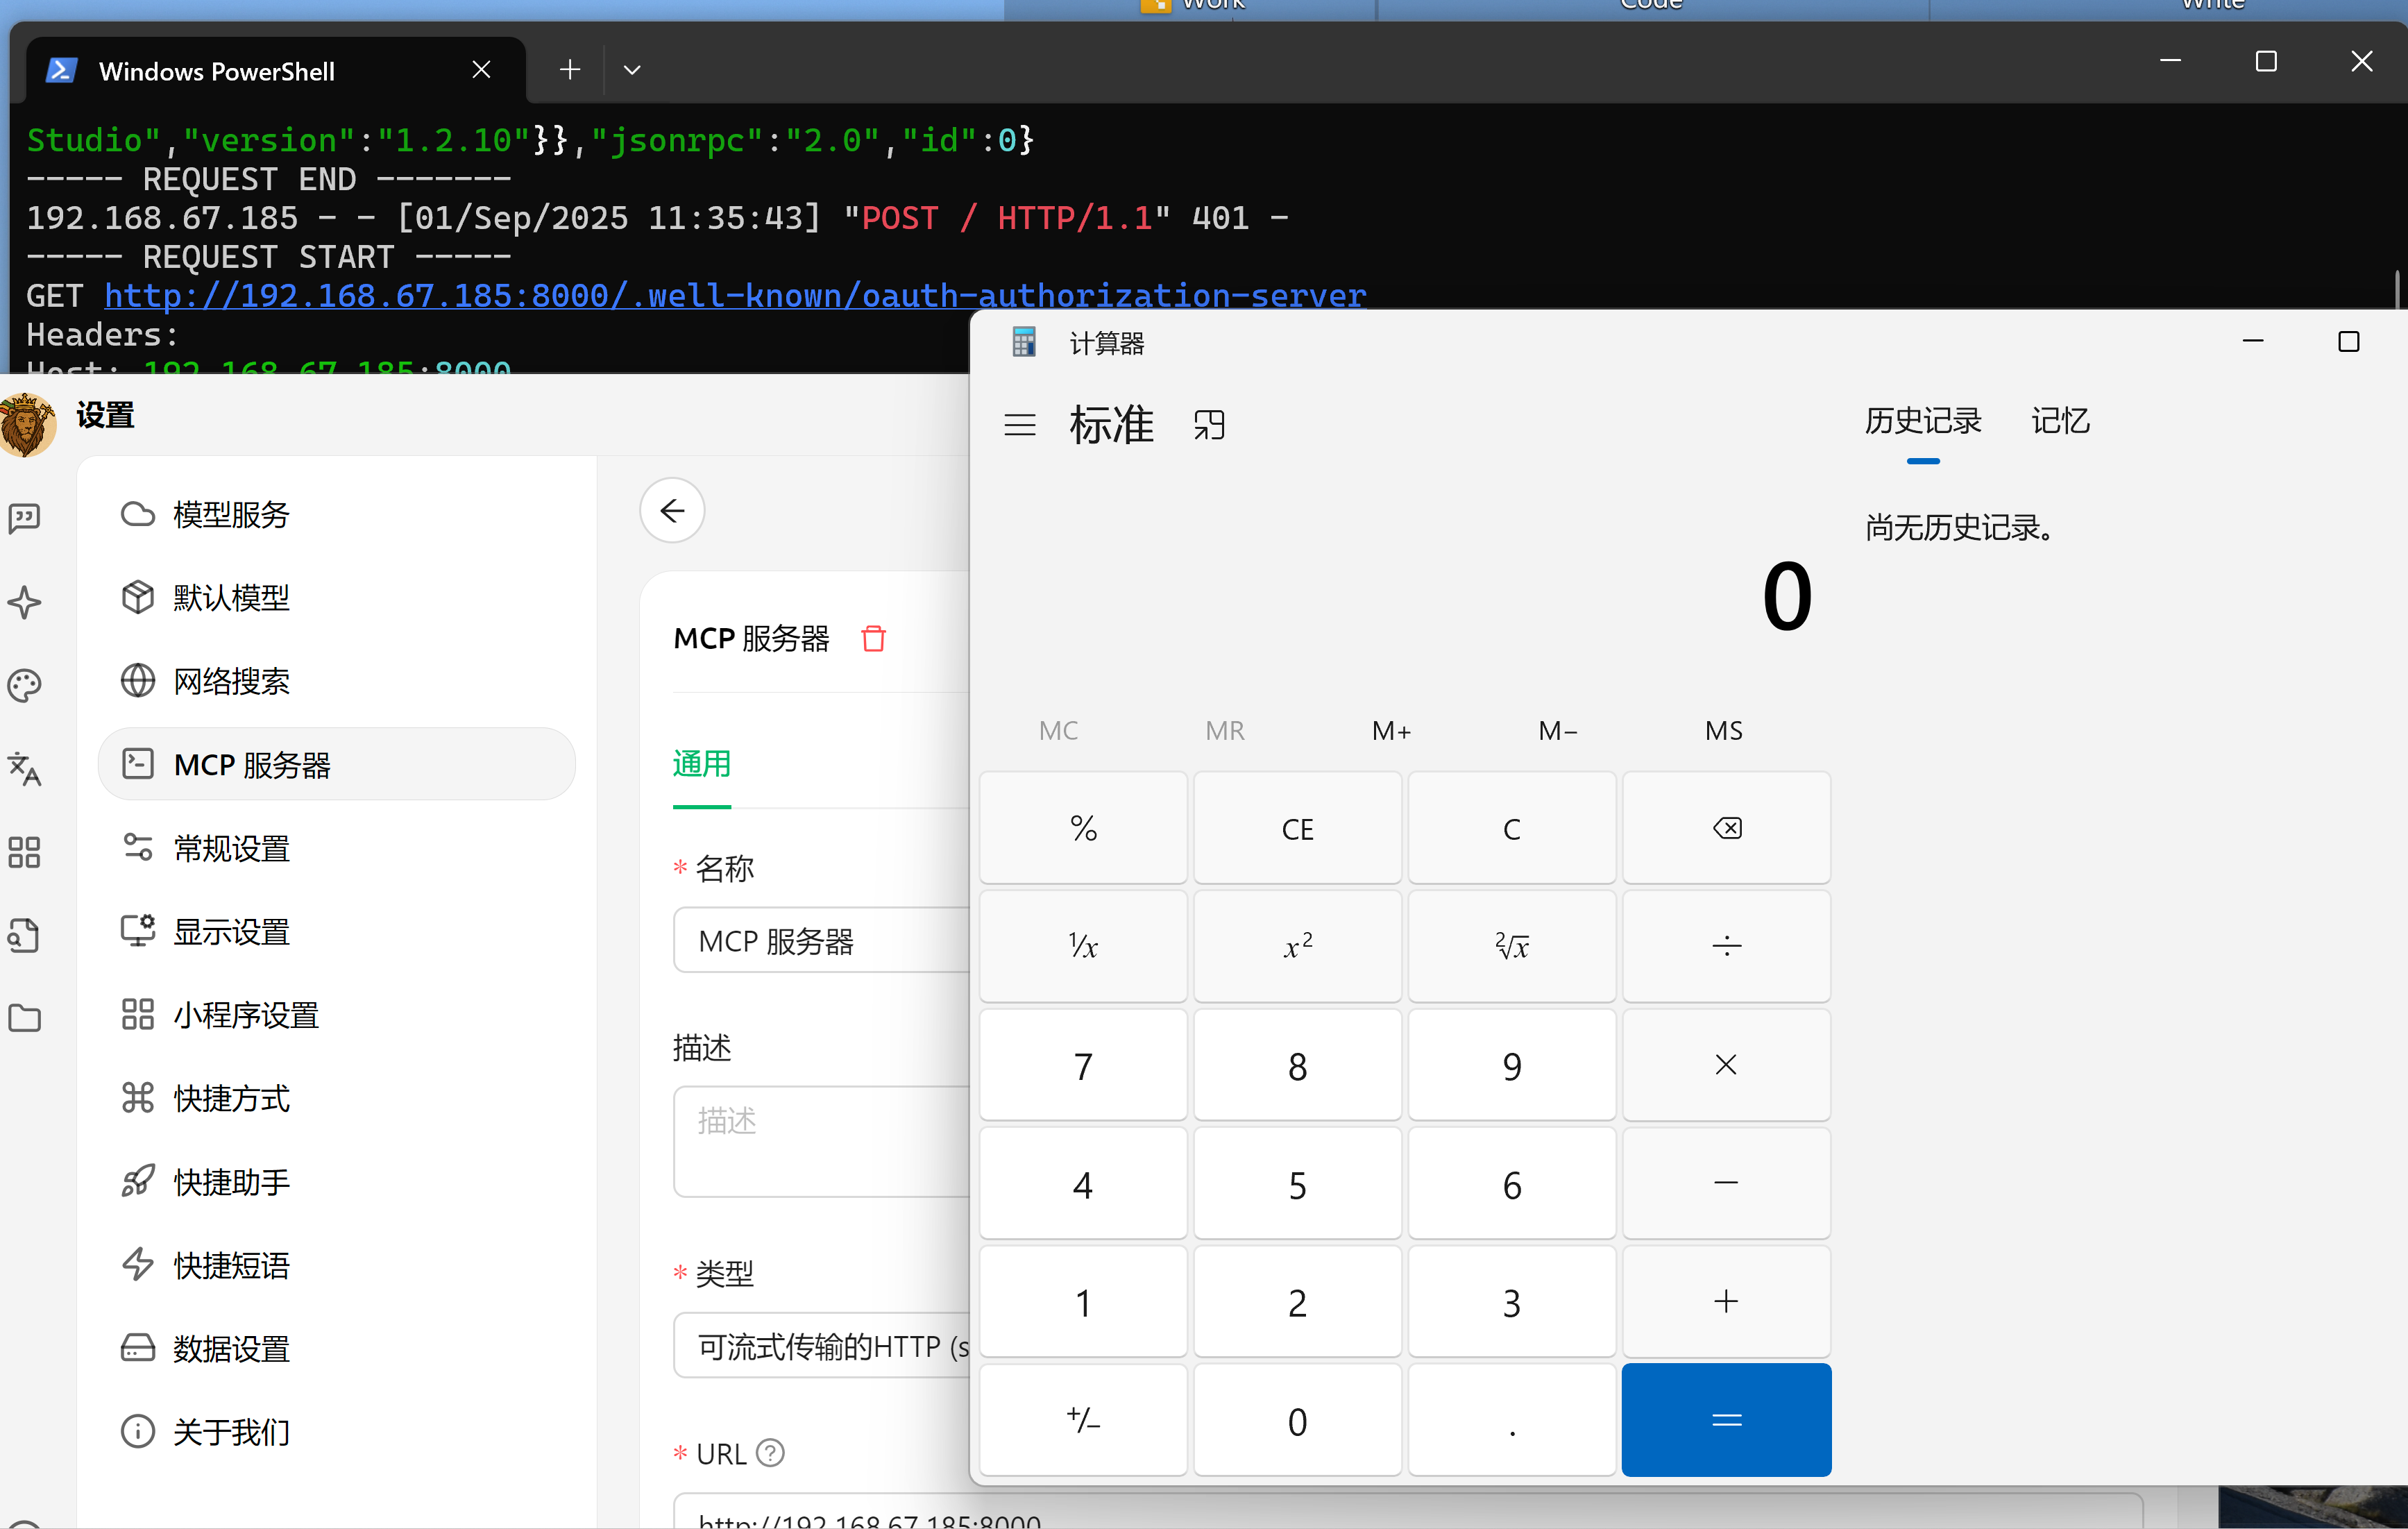 Work
Code
Write
Windows PowerShell
Studio","version":"1.2.10"}},"jsonrpc":"2.0","id":0}
----- REQUEST END -------
192.168.67.185 - - [01/Sep/2025 11:35:43] "POST / HTTP/1.1" 401 -
----- REQUEST START -----
GET http://192.168.67.185:8000/.well-known/oauth-authorization-server
Headers:
Host: 192.168.67.185:8000
设置
模型服务
默认模型
网络搜索
MCP 服务器
常规设置
显示设置
小程序设置
快捷方式
快捷助手
快捷短语
数据设置
关于我们
MCP 服务器
通用
* 名称
MCP 服务器
描述
描述
* 类型
可流式传输的HTTP (s
* URL
http://192.168.67.185:8000
计算器
标准
历史记录 记忆
尚无历史记录。
0
MC MR M+ M- MS
% CE C
¹/x x² ²√x ÷
7 8 9 ×
4 5 6 −
1 2 3 +
+/− 0 . =